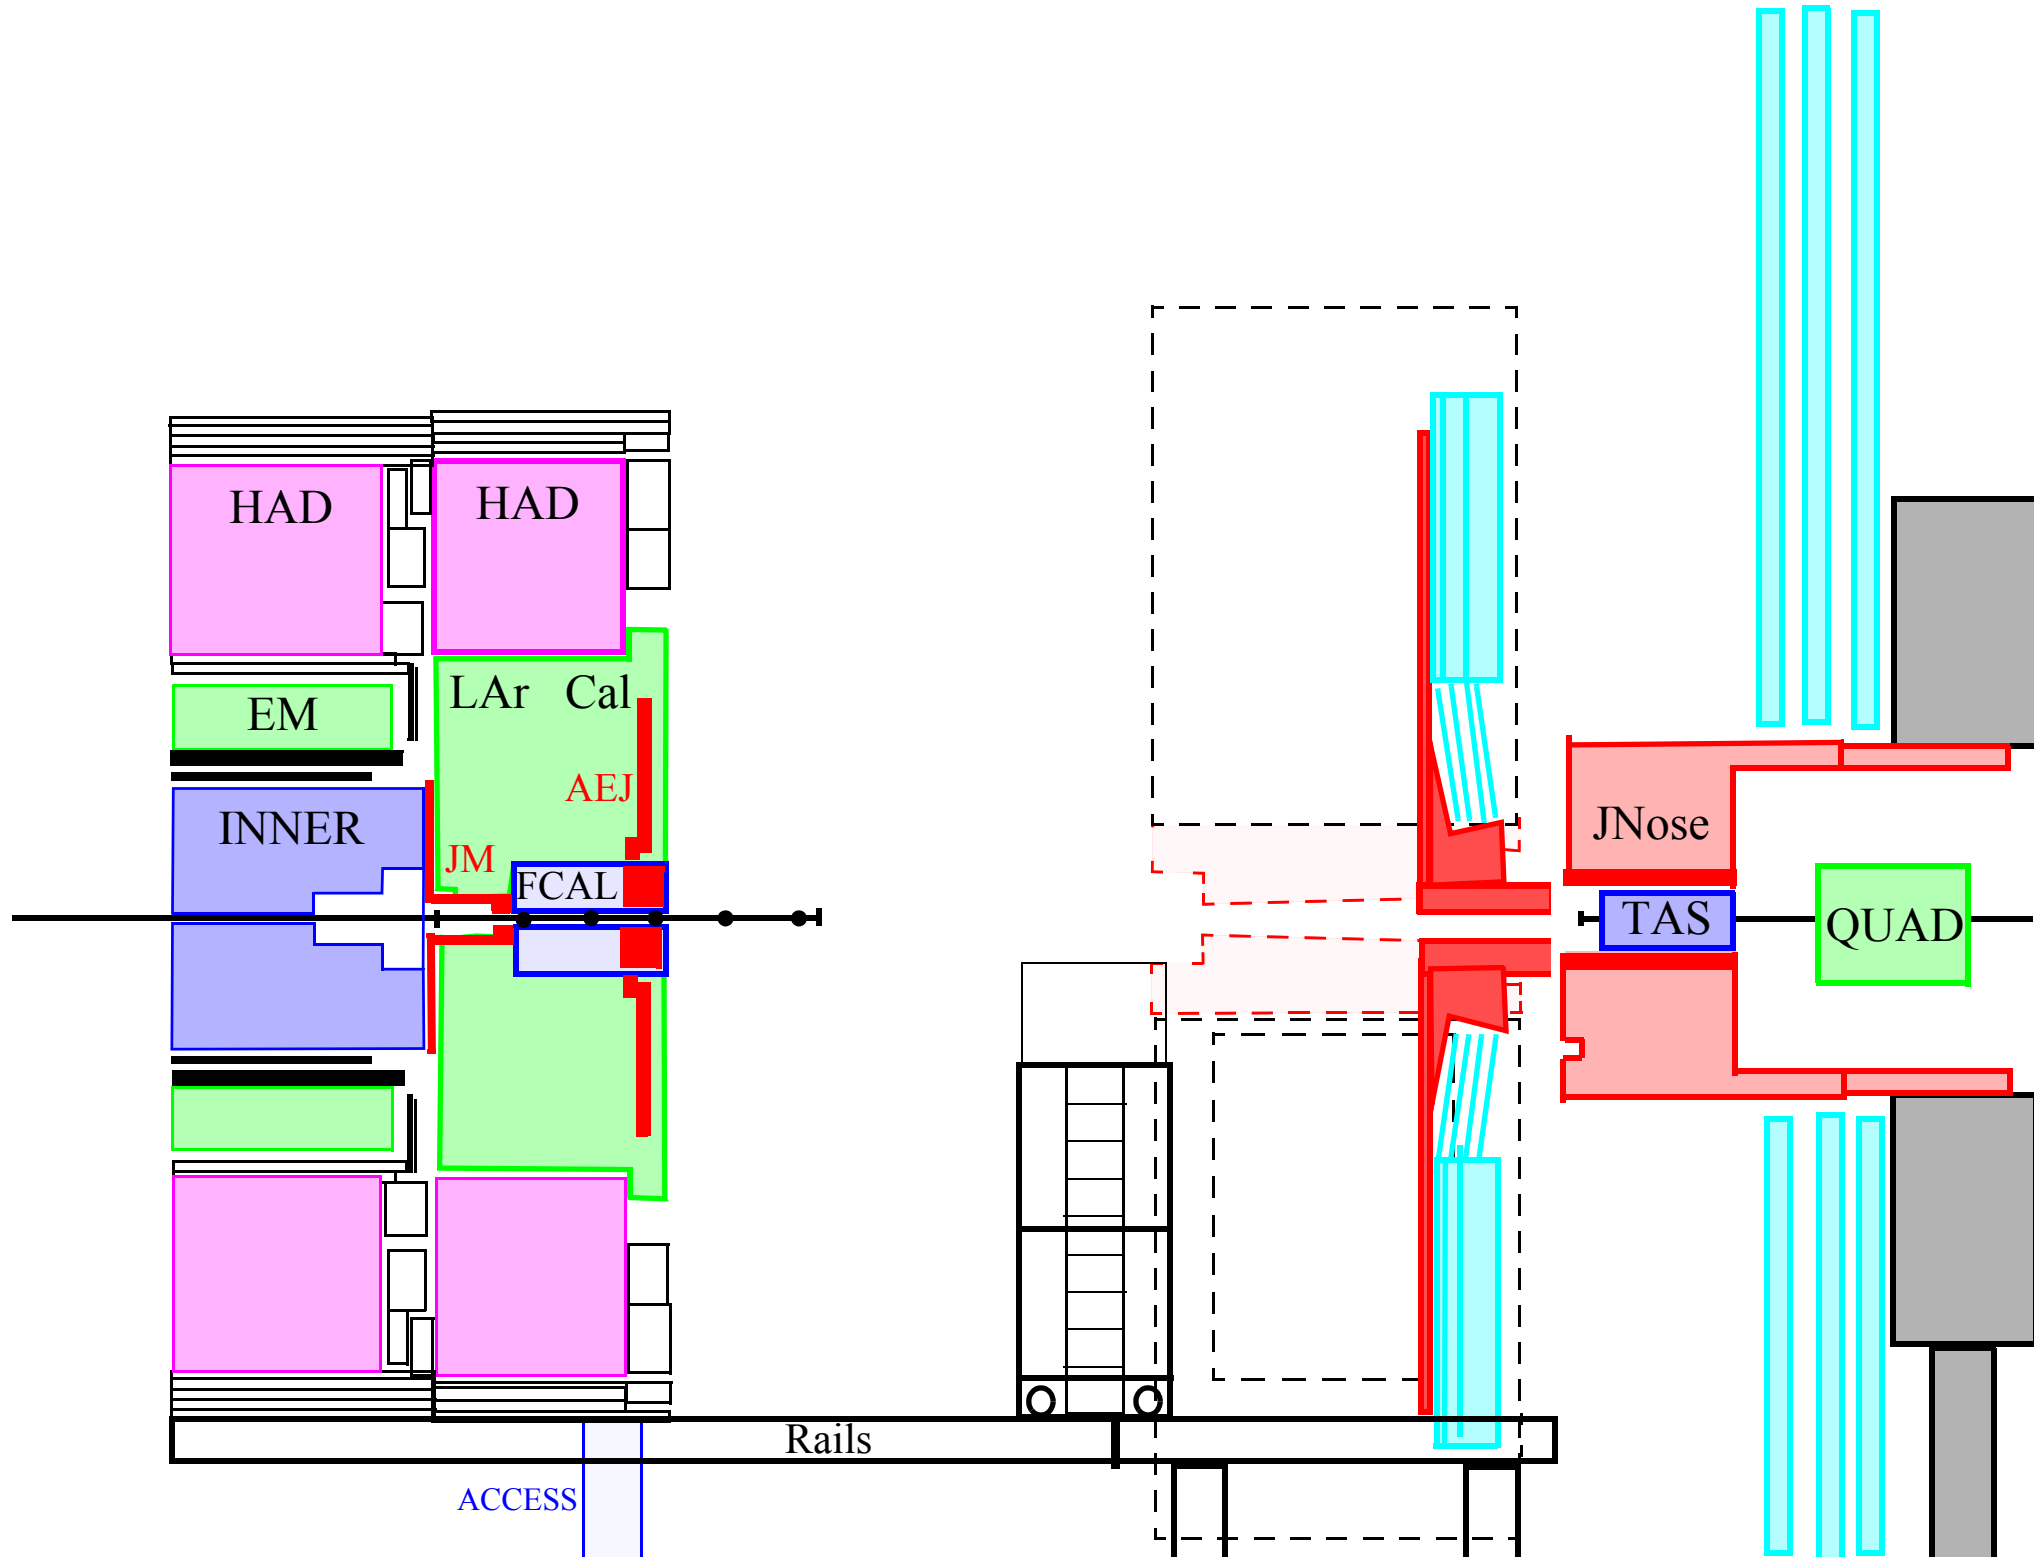 HAD
HAD
LAr Cal
EM
AEJ
INNER
JNose
JM
FCAL
TAS
QUAD
Rails
ACCESS